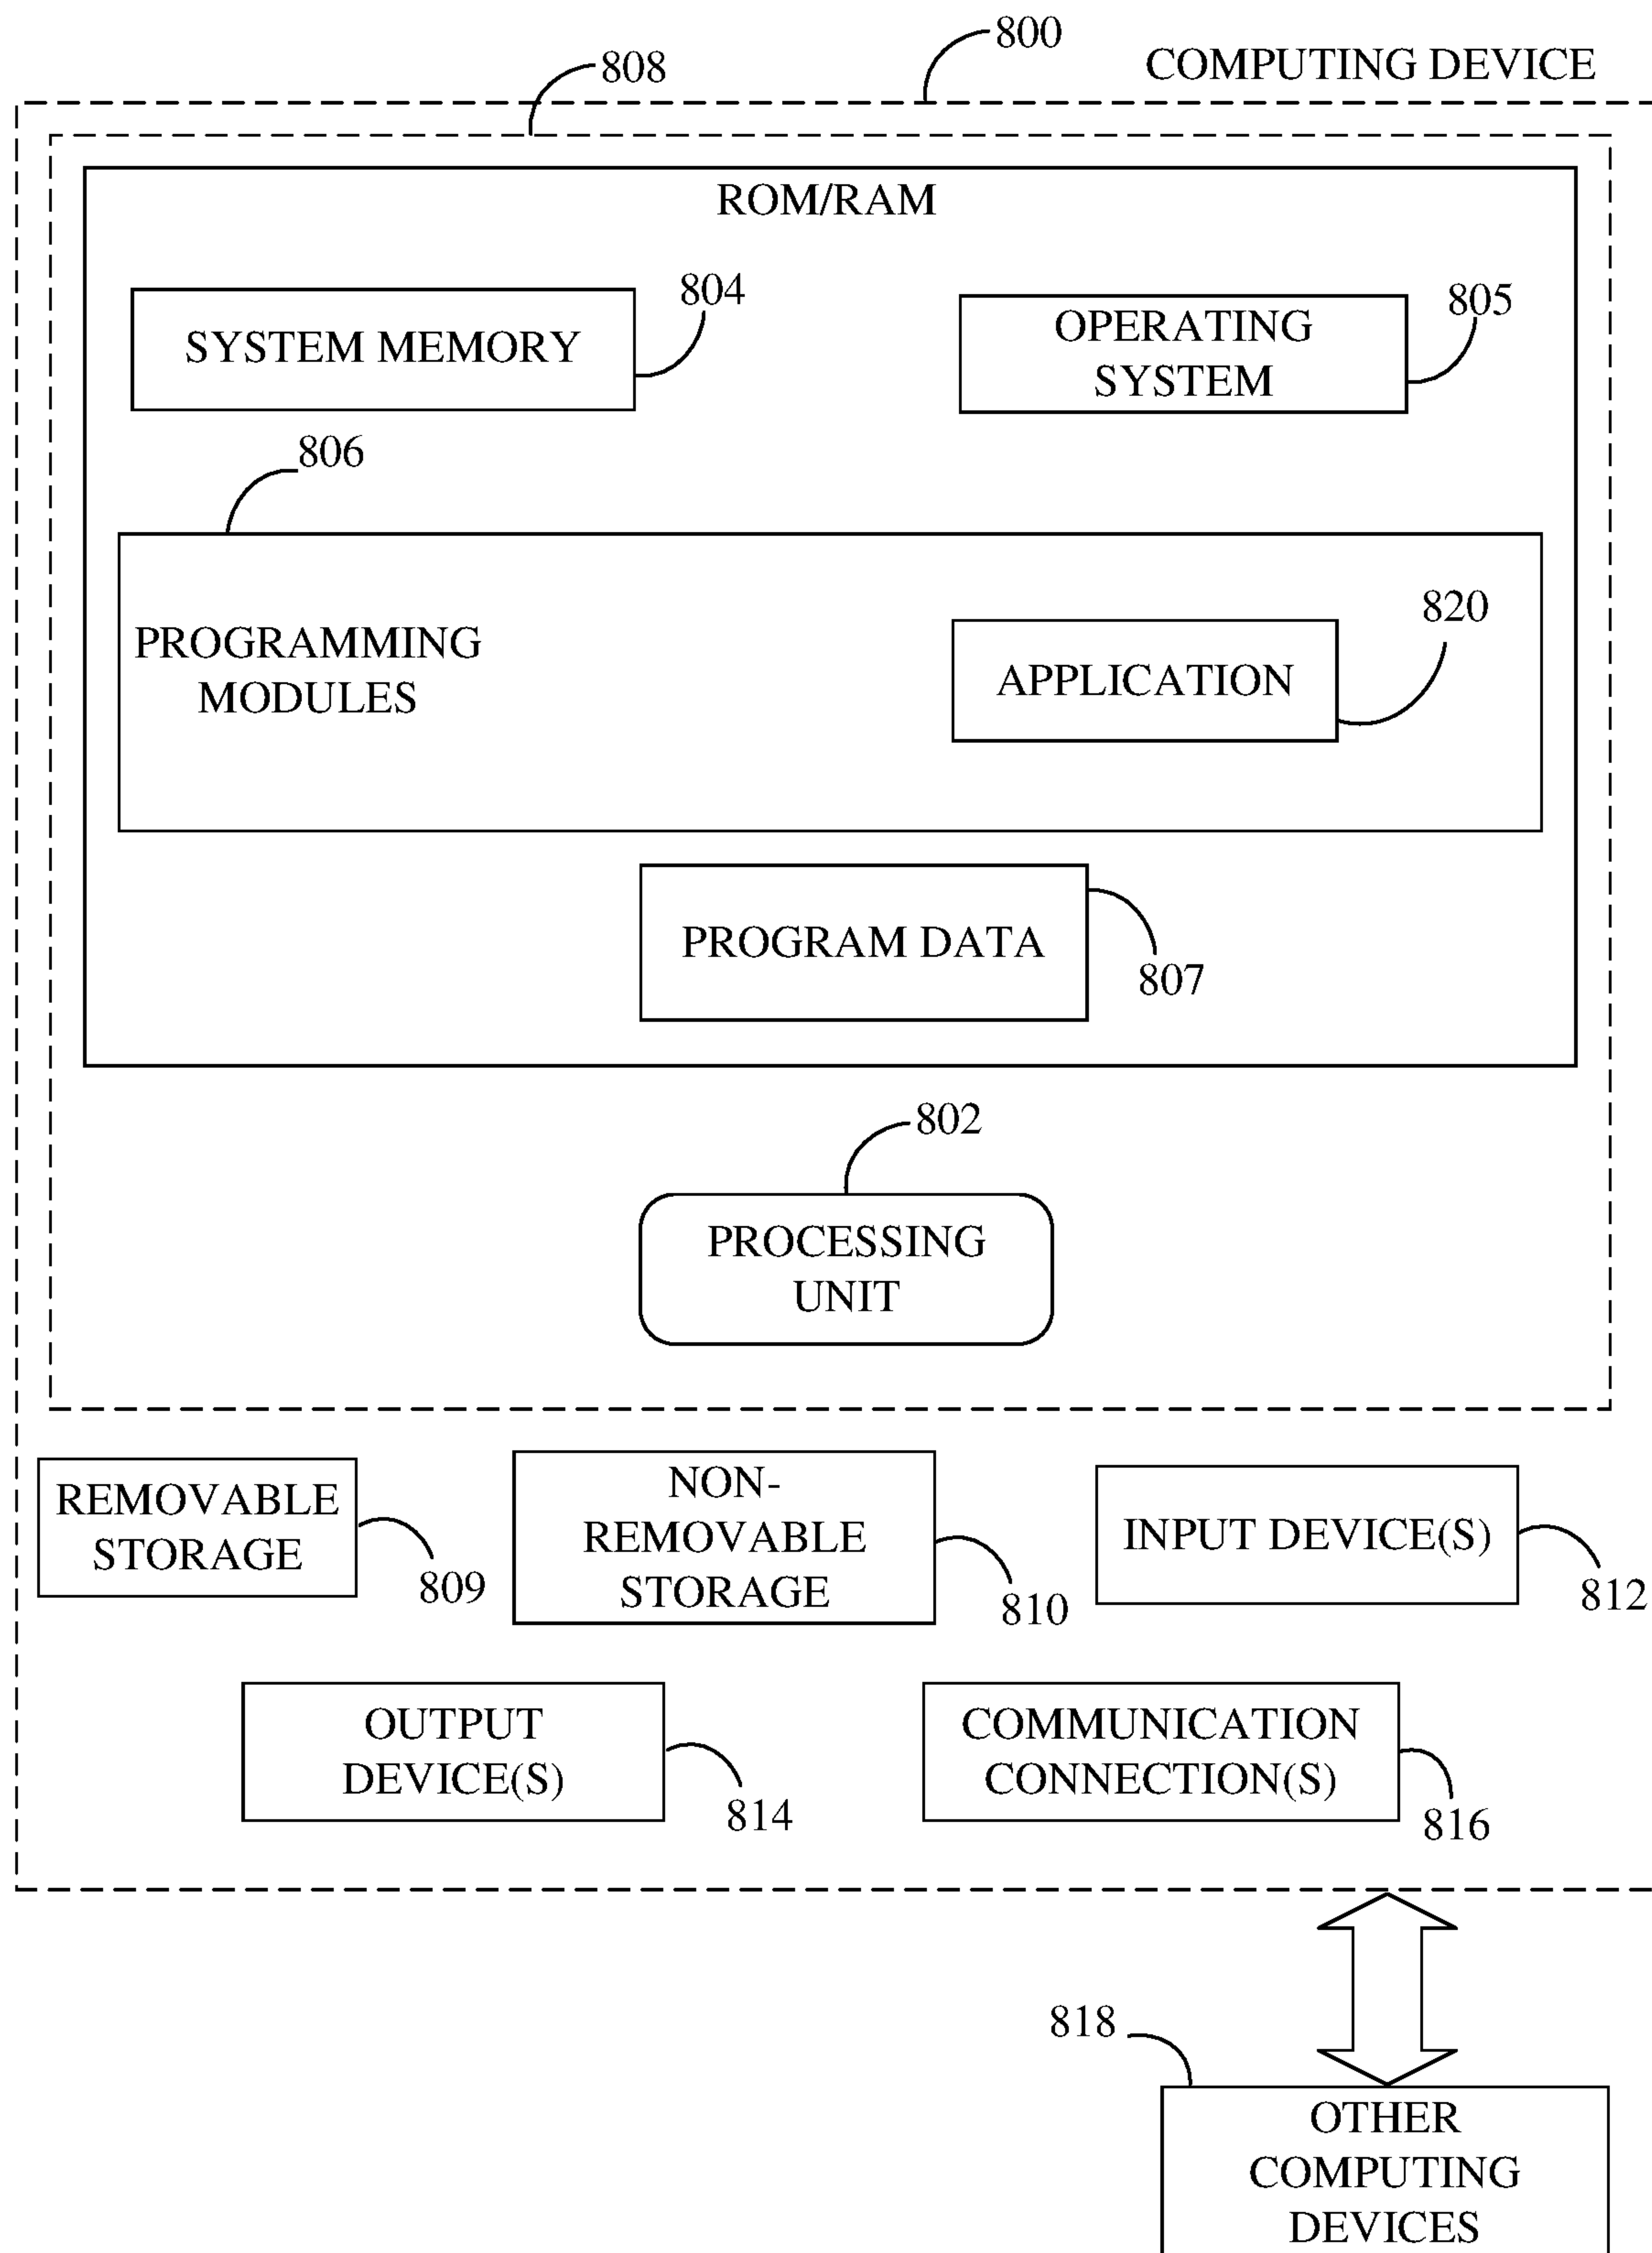 800
COMPUTING DEVICE
808
ROM/RAM
804
SYSTEM MEMORY
805
OPERATING
SYSTEM
806
PROGRAMMING
MODULES
820
APPLICATION
PROGRAM DATA
807
802
PROCESSING
UNIT
REMOVABLE
STORAGE
809
NON-
REMOVABLE
STORAGE
810
INPUT DEVICE(S)
812
OUTPUT
DEVICE(S)
814
COMMUNICATION
CONNECTION(S)
816
818
OTHER
COMPUTING
DEVICES